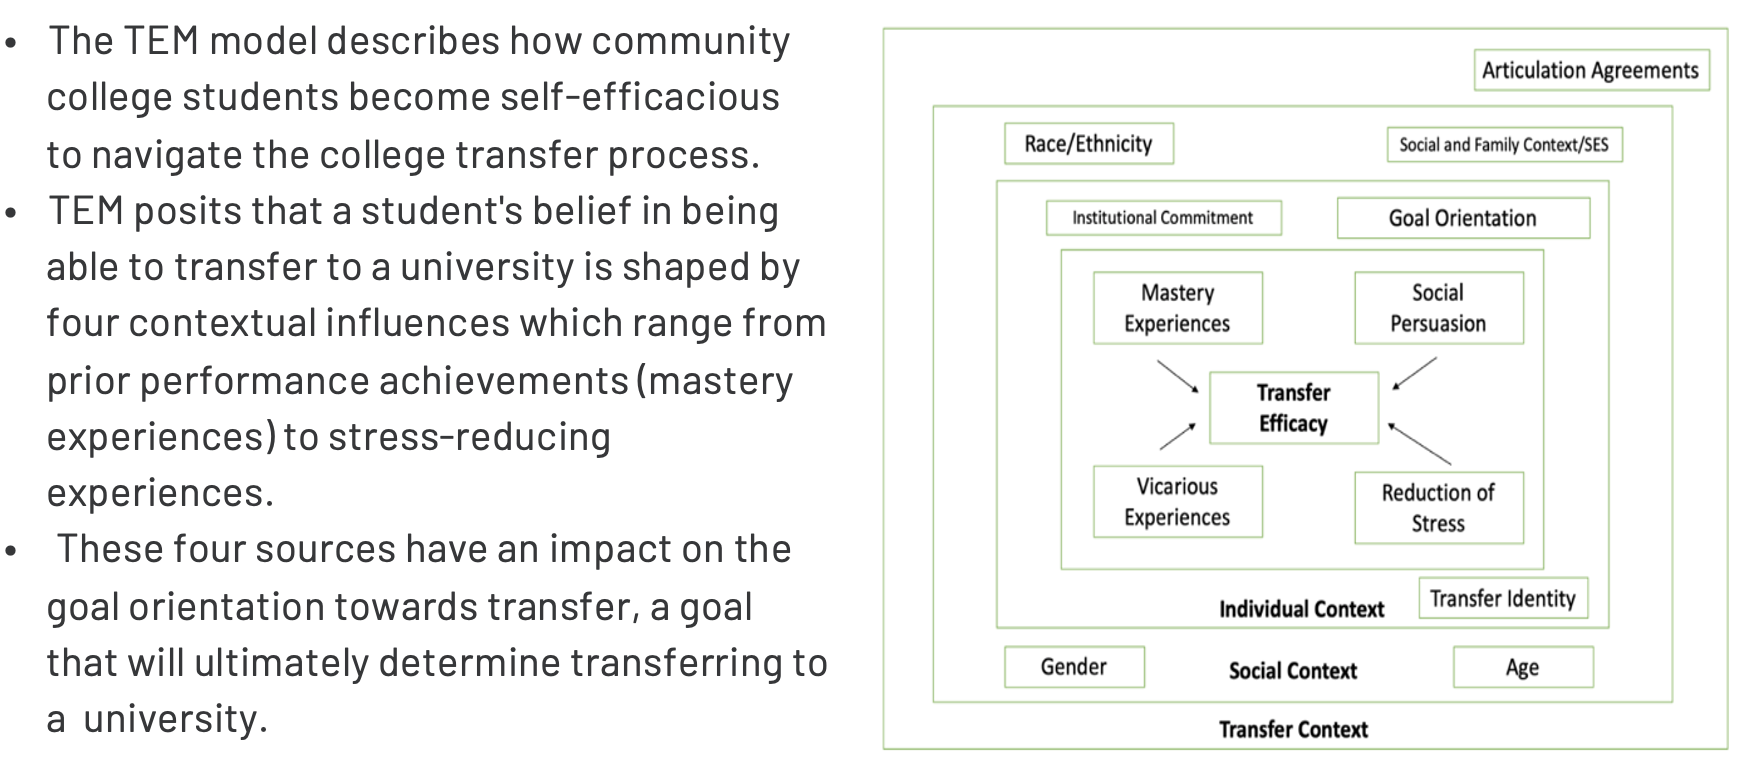 • The TEM model describes how community
college students become self-efficacious
to navigate the college transfer process.
• TEM posits that a student's belief in being
able to transfer to a university is shaped by
four contextual influences which range from
prior performance achievements (mastery
experiences) to stress-reducing
experiences.
• These four sources have an impact on the
goal orientation towards transfer, a goal
that will ultimately determine transferring to
a university.
Articulation Agreements
Race/Ethnicity
Social and Family Context/SES
Institutional Commitment
Goal Orientation
Mastery
Experiences
Social
Persuasion
Transfer
Efficacy
Vicarious
Experiences
Reduction of
Stress
Transfer Identity
Individual Context
Gender
Social Context
Age
Transfer Context